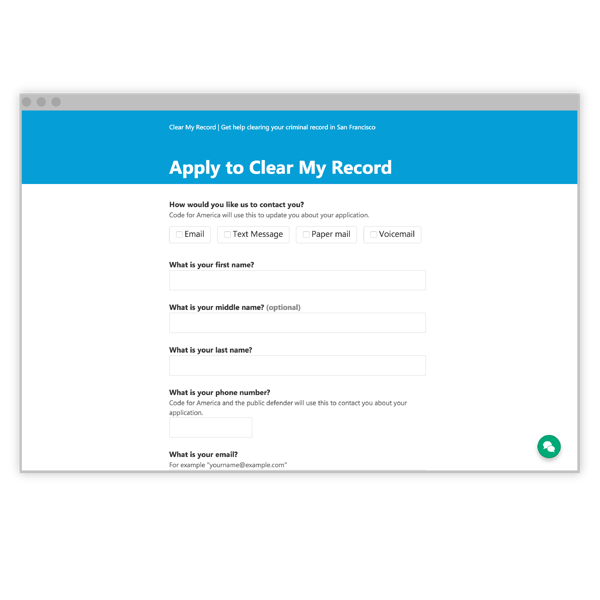 Clear My Record | Get help clearing your criminal record in San Francisco
Apply to Clear My Record
How would you like us to contact you?
Code for America will use this to update you about your application.
Email Text Message Paper mail Voicemail
What is your first name?
What is your middle name? (optional)
What is your last name?
What is your phone number?
Code for America and the public defender will use this to contact you about your
application.
What is your email?
For example "yourname@example.com"